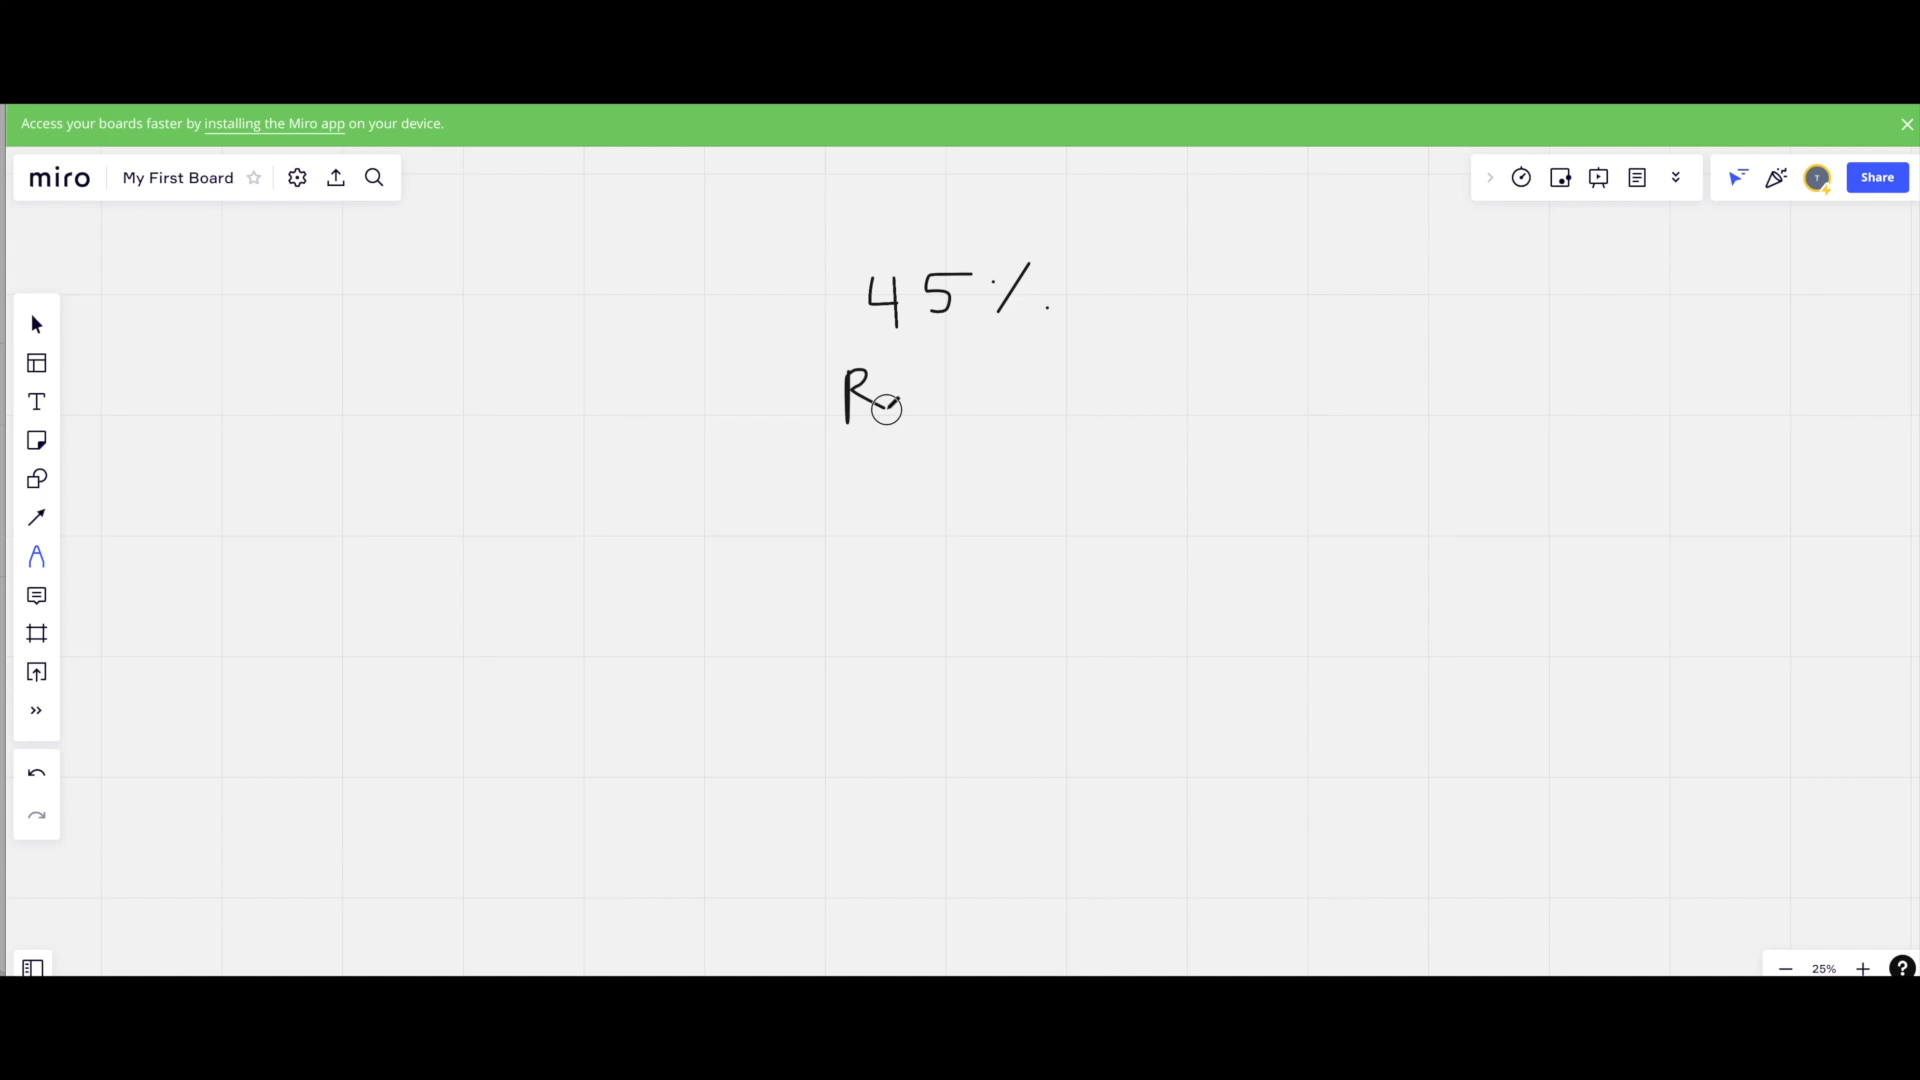 Access your boards faster by installing the Miro app on your device.
miro My First Board
Share
45%
R
25%